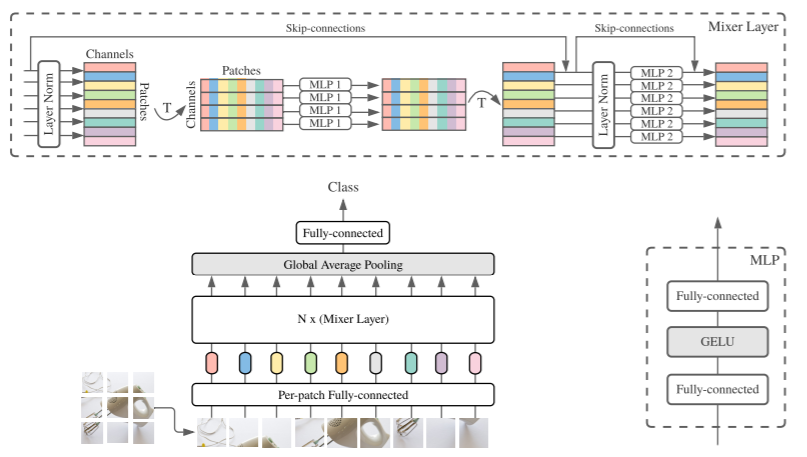 Skip-connections
Skip-connections
Mixer Layer
Channels
Layer Norm
Patches
T
Patches
Channels
MLP 1
MLP 1
MLP 1
MLP 1
T
Layer Norm
MLP 2
MLP 2
MLP 2
MLP 2
MLP 2
MLP 2
Class
Fully-connected
Global Average Pooling
N x (Mixer Layer)
Per-patch Fully-connected
MLP
Fully-connected
GELU
Fully-connected